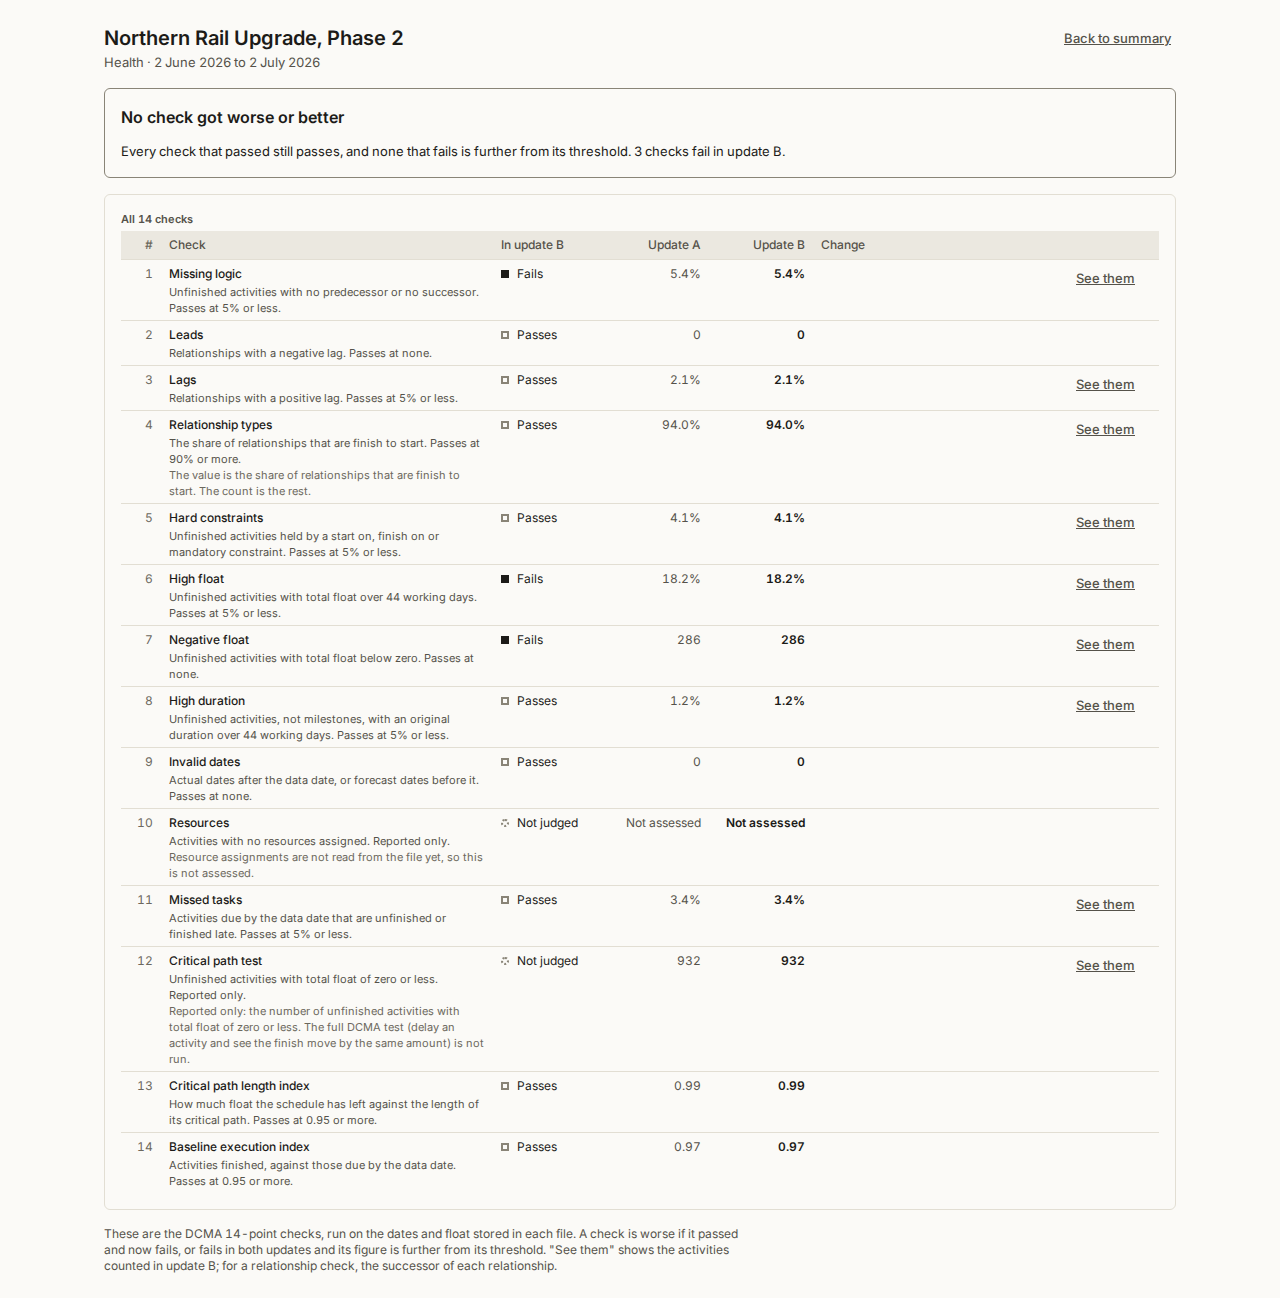 Northern Rail Upgrade, Phase 2
Back to summary
Health · 2 June 2026 to 2 July 2026
No check got worse or better
Every check that passed still passes, and none that fails is further from its threshold. 3 checks fail in update B.
All 14 checks
# Check In update B Update A Update B Change
1 Missing logic Fails 5.4% 5.4% See them
Unfinished activities with no predecessor or no successor.
Passes at 5% or less.
2 Leads Passes 0 0
Relationships with a negative lag. Passes at none.
3 Lags Passes 2.1% 2.1% See them
Relationships with a positive lag. Passes at 5% or less.
4 Relationship types Passes 94.0% 94.0% See them
The share of relationships that are finish to start. Passes at
90% or more.
The value is the share of relationships that are finish to
start. The count is the rest.
5 Hard constraints Passes 4.1% 4.1% See them
Unfinished activities held by a start on, finish on or
mandatory constraint. Passes at 5% or less.
6 High float Fails 18.2% 18.2% See them
Unfinished activities with total float over 44 working days.
Passes at 5% or less.
7 Negative float Fails 286 286 See them
Unfinished activities with total float below zero. Passes at
none.
8 High duration Passes 1.2% 1.2% See them
Unfinished activities, not milestones, with an original
duration over 44 working days. Passes at 5% or less.
9 Invalid dates Passes 0 0
Actual dates after the data date, or forecast dates before it.
Passes at none.
10 Resources Not judged Not assessed Not assessed
Activities with no resources assigned. Reported only.
Resource assignments are not read from the file yet, so this
is not assessed.
11 Missed tasks Passes 3.4% 3.4% See them
Activities due by the data date that are unfinished or
finished late. Passes at 5% or less.
12 Critical path test Not judged 932 932 See them
Unfinished activities with total float of zero or less.
Reported only.
Reported only: the number of unfinished activities with
total float of zero or less. The full DCMA test (delay an
activity and see the finish move by the same amount) is not
run.
13 Critical path length index Passes 0.99 0.99
How much float the schedule has left against the length of
its critical path. Passes at 0.95 or more.
14 Baseline execution index Passes 0.97 0.97
Activities finished, against those due by the data date.
Passes at 0.95 or more.
These are the DCMA 14-point checks, run on the dates and float stored in each file. A check is worse if it passed
and now fails, or fails in both updates and its figure is further from its threshold. "See them" shows the activities
counted in update B; for a relationship check, the successor of each relationship.